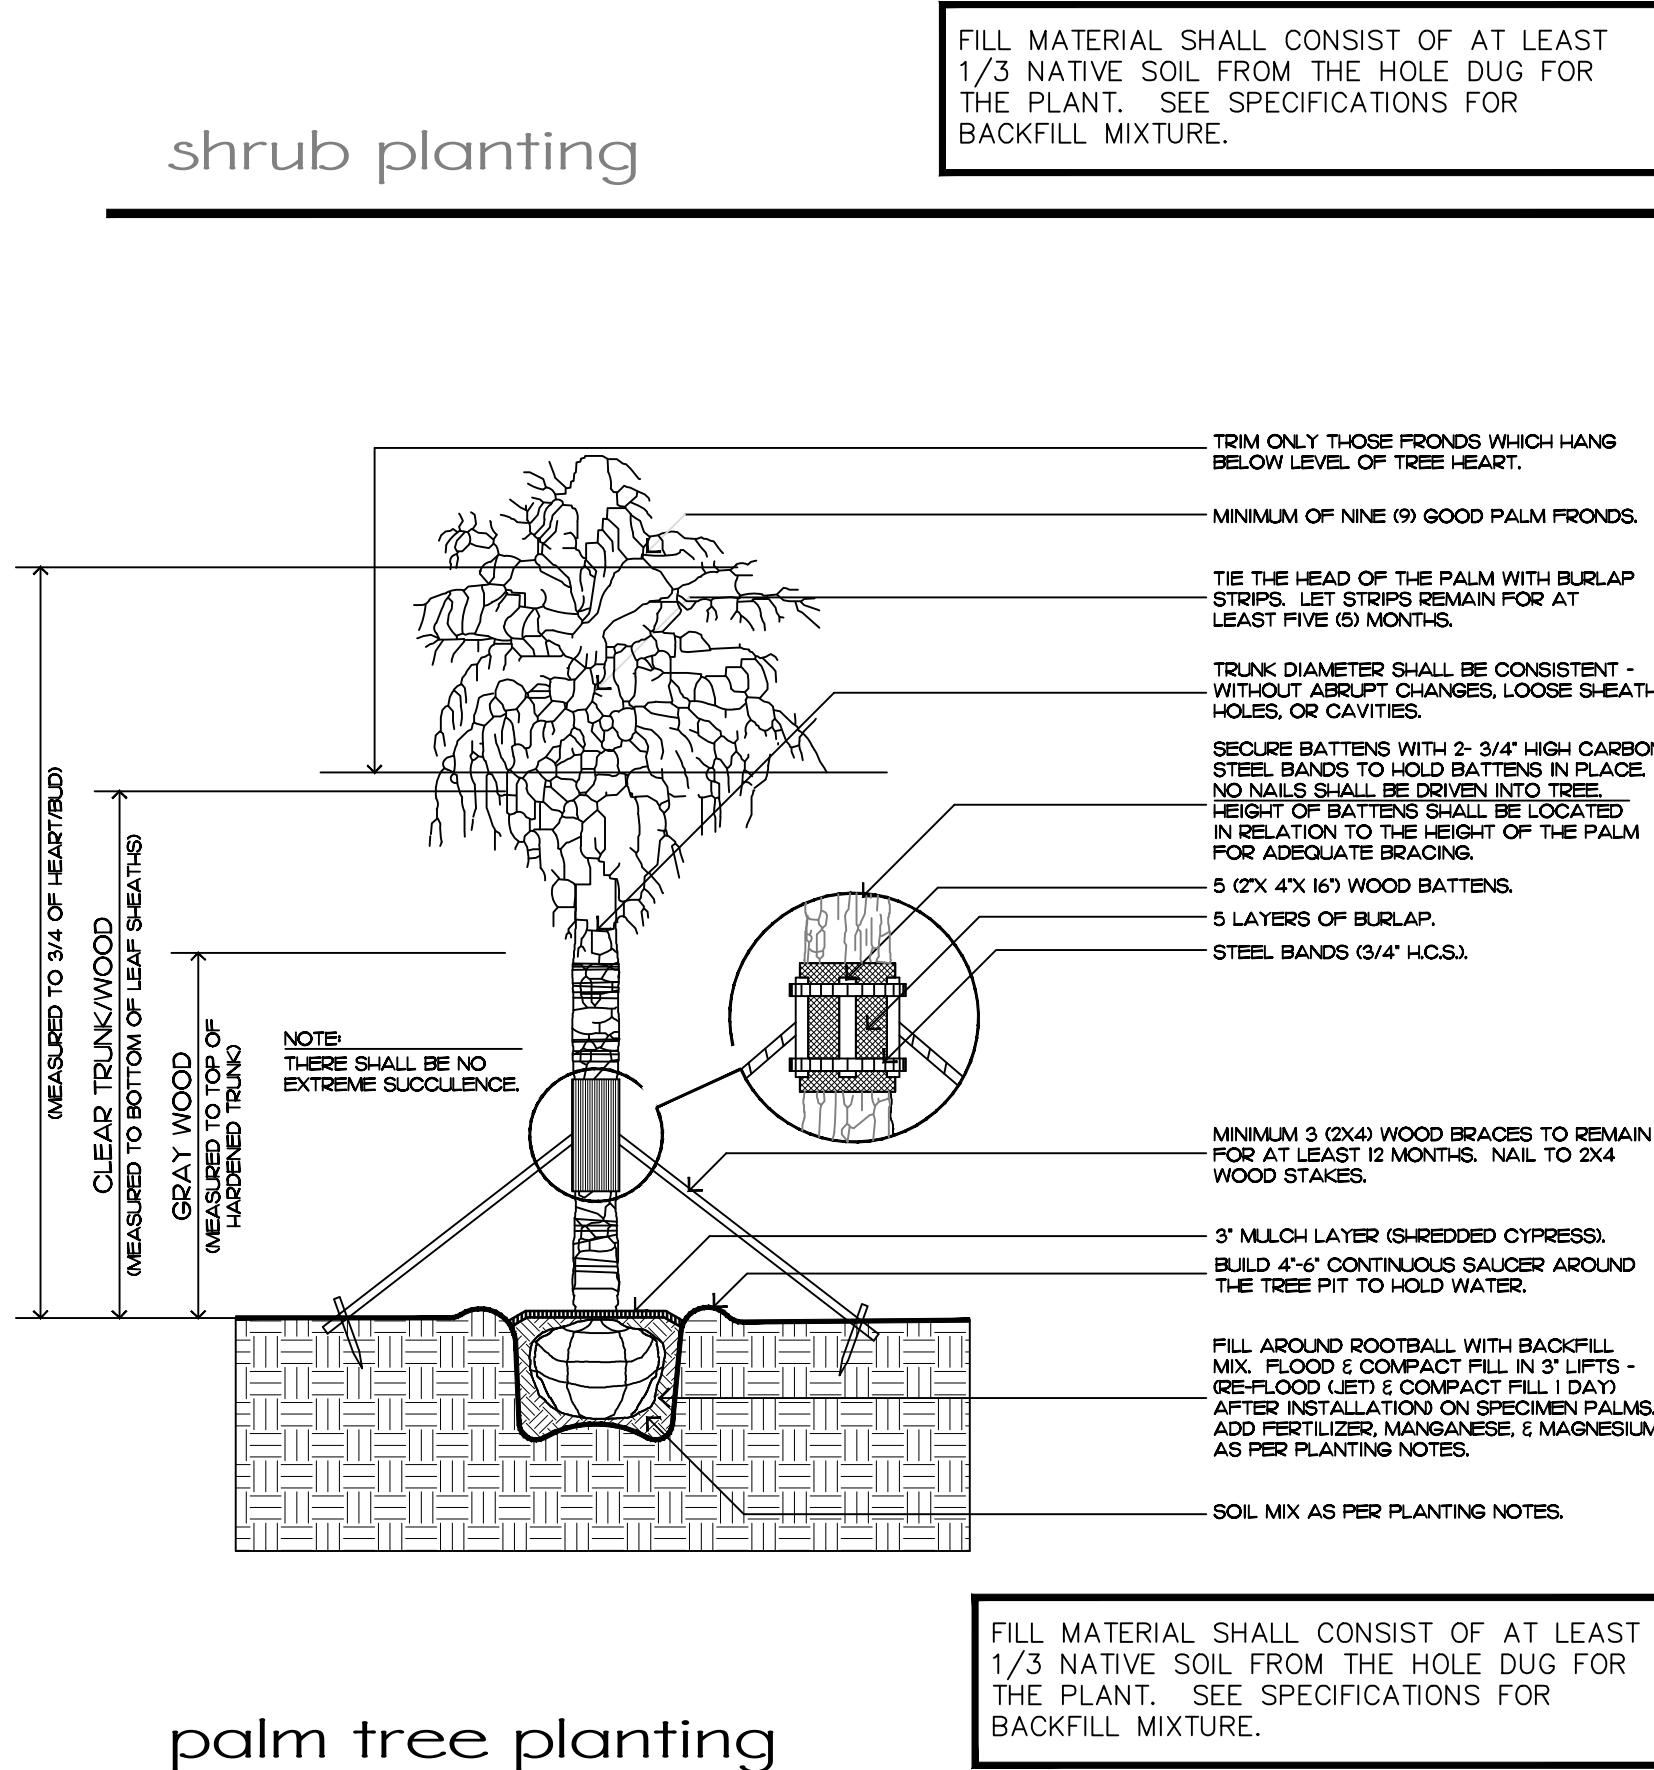 FILL MATERIAL SHALL CONSIST OF AT LEAST
1/3 NATIVE SOIL FROM THE HOLE DUG FOR
THE PLANT. SEE SPECIFICATIONS FOR
BACKFILL MIXTURE.
shrub planting
TRIM ONLY THOSE FRONDS WHICH HANG
BELOW LEVEL OF TREE HEART.
MINIMUM OF NINE (9) GOOD PALM FRONDS.
TIE THE HEAD OF THE PALM WITH BURLAP
STRIPS. LET STRIPS REMAIN FOR AT
LEAST FIVE (5) MONTHS.
TRUNK DIAMETER SHALL BE CONSISTENT -
WITHOUT ABRUPT CHANGES, LOOSE SHEATH
HOLES, OR CAVITIES.
SECURE BATTENS WITH 2- 3/4" HIGH CARBON
STEEL BANDS TO HOLD BATTENS IN PLACE.
NO NAILS SHALL BE DRIVEN INTO TREE.
HEIGHT OF BATTENS SHALL BE LOCATED
IN RELATION TO THE HEIGHT OF THE PALM
FOR ADEQUATE BRACING.
5 (2"X 4"X 16") WOOD BATTENS.
5 LAYERS OF BURLAP.
STEEL BANDS (3/4" H.C.S.).
(MEASURED TO 3/4 OF HEART/BUD)
CLEAR TRUNK/WOOD
(MEASURED TO BOTTOM OF LEAF SHEATHS)
GRAY WOOD
(MEASURED TO TOP OF
HARDENED TRUNK)
NOTE:
THERE SHALL BE NO
EXTREME SUCCULENCE.
MINIMUM 3 (2X4) WOOD BRACES TO REMAIN
FOR AT LEAST 12 MONTHS. NAIL TO 2X4
WOOD STAKES.
3" MULCH LAYER (SHREDDED CYPRESS).
BUILD 4"-6" CONTINUOUS SAUCER AROUND
THE TREE PIT TO HOLD WATER.
FILL AROUND ROOTBALL WITH BACKFILL
MIX. FLOOD & COMPACT FILL IN 3" LIFTS -
(RE-FLOOD (JET) & COMPACT FILL 1 DAY)
AFTER INSTALLATION) ON SPECIMEN PALMS.
ADD FERTILIZER, MANGANESE, & MAGNESIUM
AS PER PLANTING NOTES.
SOIL MIX AS PER PLANTING NOTES.
FILL MATERIAL SHALL CONSIST OF AT LEAST
1/3 NATIVE SOIL FROM THE HOLE DUG FOR
THE PLANT. SEE SPECIFICATIONS FOR
BACKFILL MIXTURE.
palm tree planting